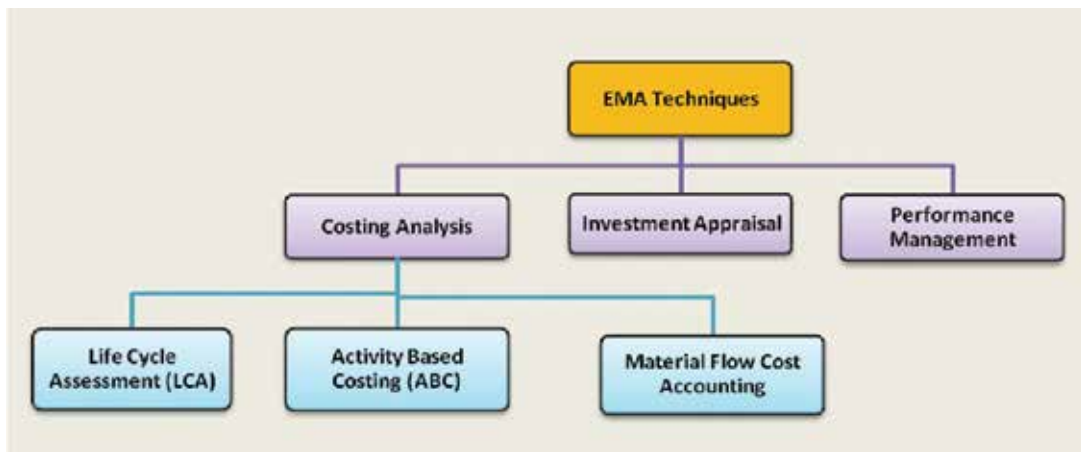 EMA Techniques
Costing Analysis
Investment Appraisal
Performance
Management
Life Cycle
Assessment (LCA)
Activity Based
Costing (ABC)
Material Flow Cost
Accounting